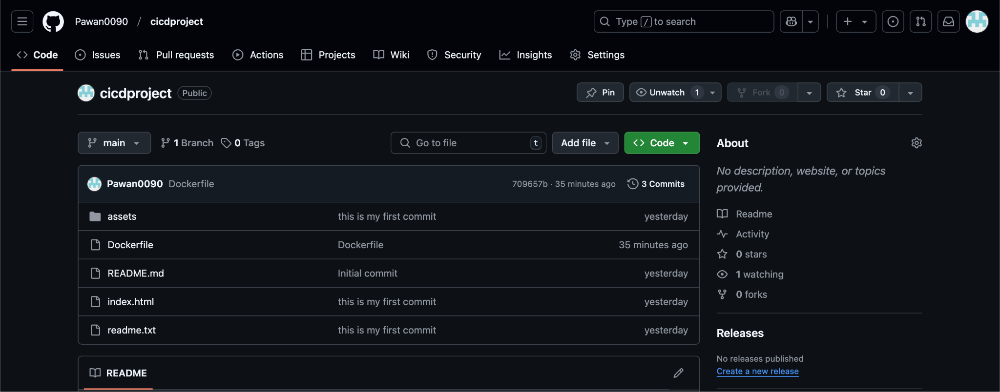 Pawan0090 / cicdproject
Type / to search
Code
Issues
Pull requests
Actions
Projects
Wiki
Security
Insights
Settings
cicdproject Public
Pin
Unwatch 1
Fork 0
Star 0
main
1 Branch
0 Tags
Go to file t
Add file
Code
Pawan0090 Dockerfile 709657b · 35 minutes ago 3 Commits
assets this is my first commit yesterday
Dockerfile Dockerfile 35 minutes ago
README.md Initial commit yesterday
index.html this is my first commit yesterday
readme.txt this is my first commit yesterday
README
About
No description, website, or topics
provided.
Readme
Activity
0 stars
1 watching
0 forks
Releases
No releases published
Create a new release